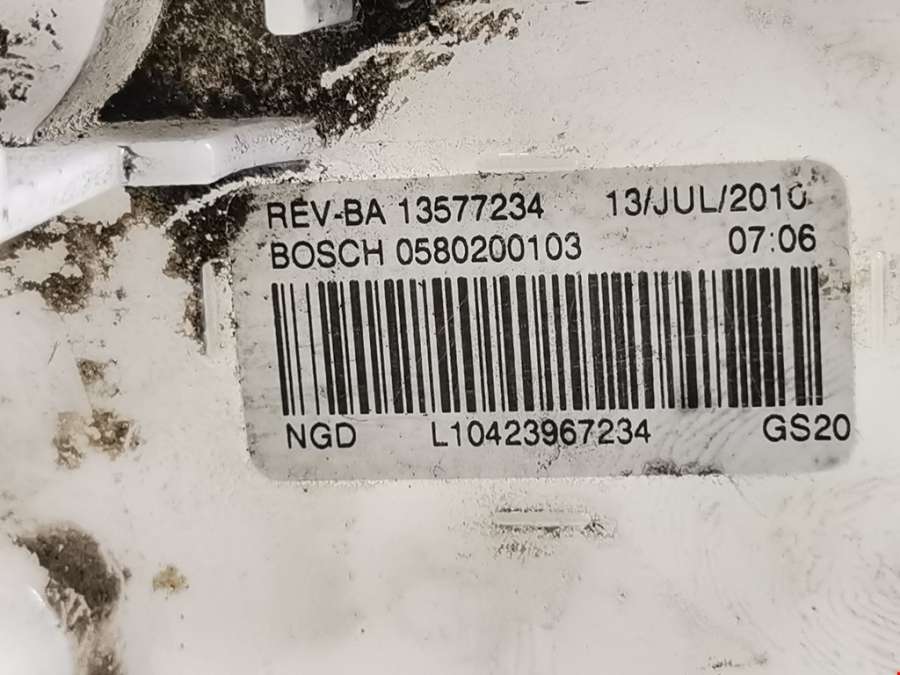 REV-BA 13577234 13/JUL/2010
BOSCH 0580200103 07:06
NGD L10423967234 GS20